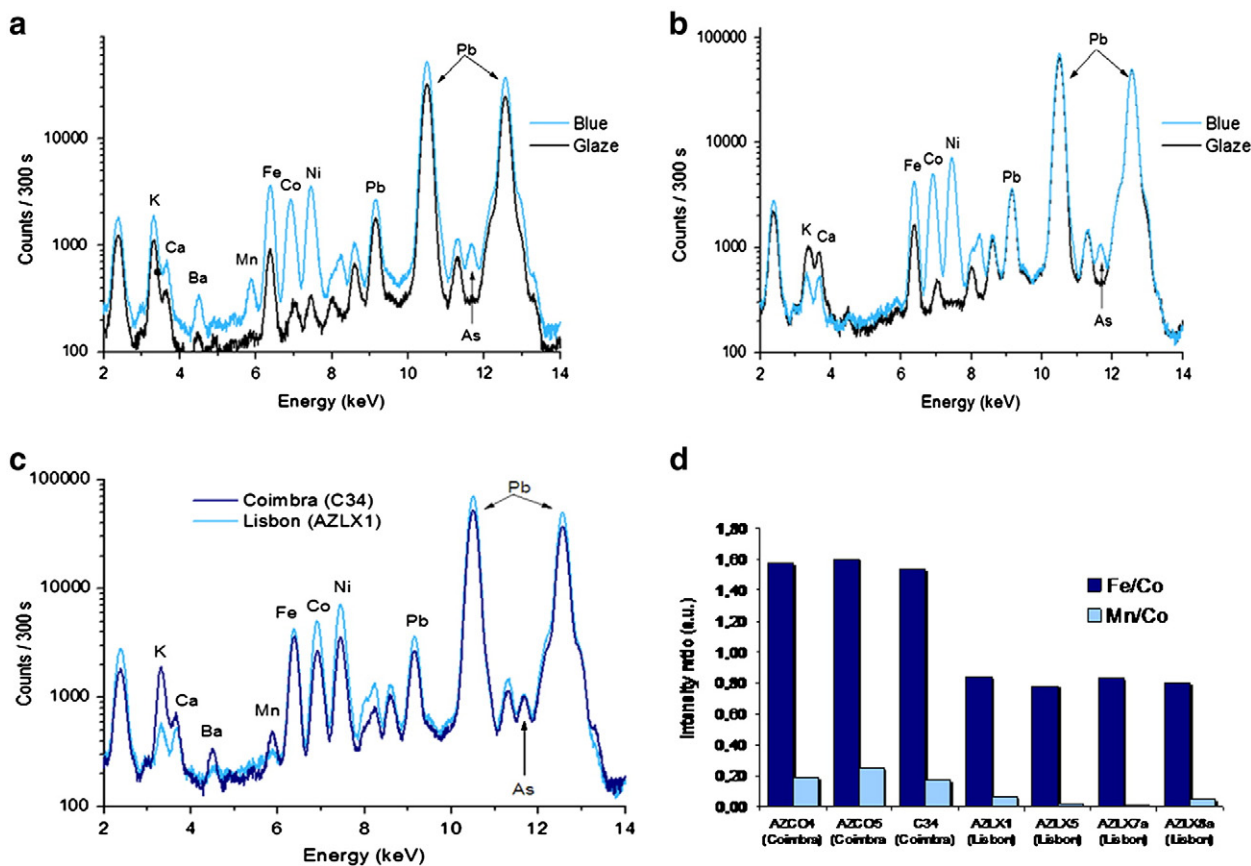 a
Counts / 300 s
10000
1000
100
K
Ca
Ba
Mn
Fe
Co
Ni
Pb
Pb
As
Blue
Glaze
2 4 6 8 10 12 14
Energy (keV)
b
Counts / 300 s
100000
10000
1000
100
K
Ca
Fe
Co
Ni
Pb
Pb
As
Blue
Glaze
2 4 6 8 10 12 14
Energy (keV)
c
Counts / 300 s
100000
10000
1000
100
Coimbra (C34)
Lisbon (AZLX1)
K
Ca
Ba
Mn
Fe
Co
Ni
Pb
Pb
As
2 4 6 8 10 12 14
Energy (keV)
d
Intensity ratio (a.u.)
1,80
1,60
1,40
1,20
1,00
0,80
0,60
0,40
0,20
0,00
Fe/Co
Mn/Co
AZCO4 AZCO5 C34 AZLX1 AZLX5 AZLX7a AZLX8a
(Coimbra) (Coimbra (Coimbra) (Lisbon) (Lisbon) (Lisbon) (Lisbon)